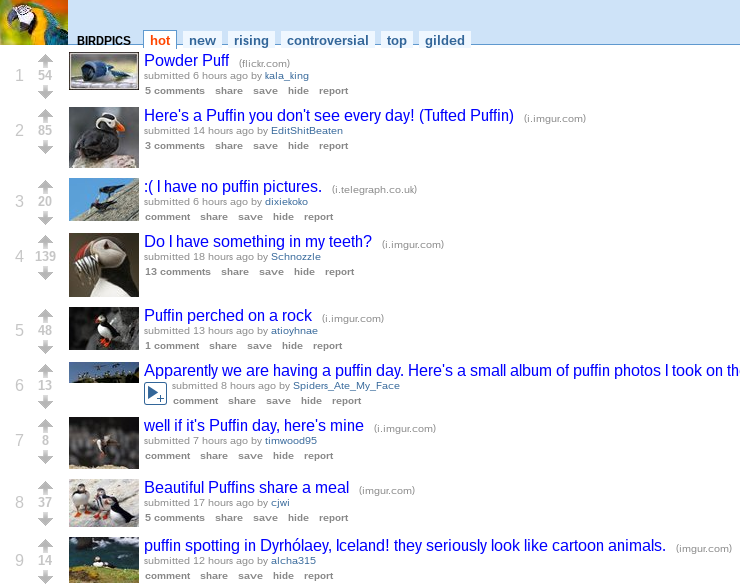 BIRDPICS hot new rising controversial top gilded
1 54 Powder Puff (flickr.com)
submitted 6 hours ago by kala_king
5 comments share save hide report
2 85 Here's a Puffin you don't see every day! (Tufted Puffin) (i.imgur.com)
submitted 14 hours ago by EditShitBeaten
3 comments share save hide report
3 20 :( I have no puffin pictures. (i.telegraph.co.uk)
submitted 6 hours ago by dixiekoko
comment share save hide report
4 139 Do I have something in my teeth? (i.imgur.com)
submitted 18 hours ago by Schnozzle
13 comments share save hide report
5 48 Puffin perched on a rock (i.imgur.com)
submitted 13 hours ago by atioyhnae
1 comment share save hide report
6 13 Apparently we are having a puffin day. Here's a small album of puffin photos I took on th
submitted 8 hours ago by Spiders_Ate_My_Face
comment share save hide report
7 8 well if it's Puffin day, here's mine (i.imgur.com)
submitted 7 hours ago by timwood95
comment share save hide report
8 37 Beautiful Puffins share a meal (imgur.com)
submitted 17 hours ago by cjwi
5 comments share save hide report
9 14 puffin spotting in Dyrhólaey, Iceland! they seriously look like cartoon animals. (imgur.com)
submitted 12 hours ago by alcha315
comment share save hide report